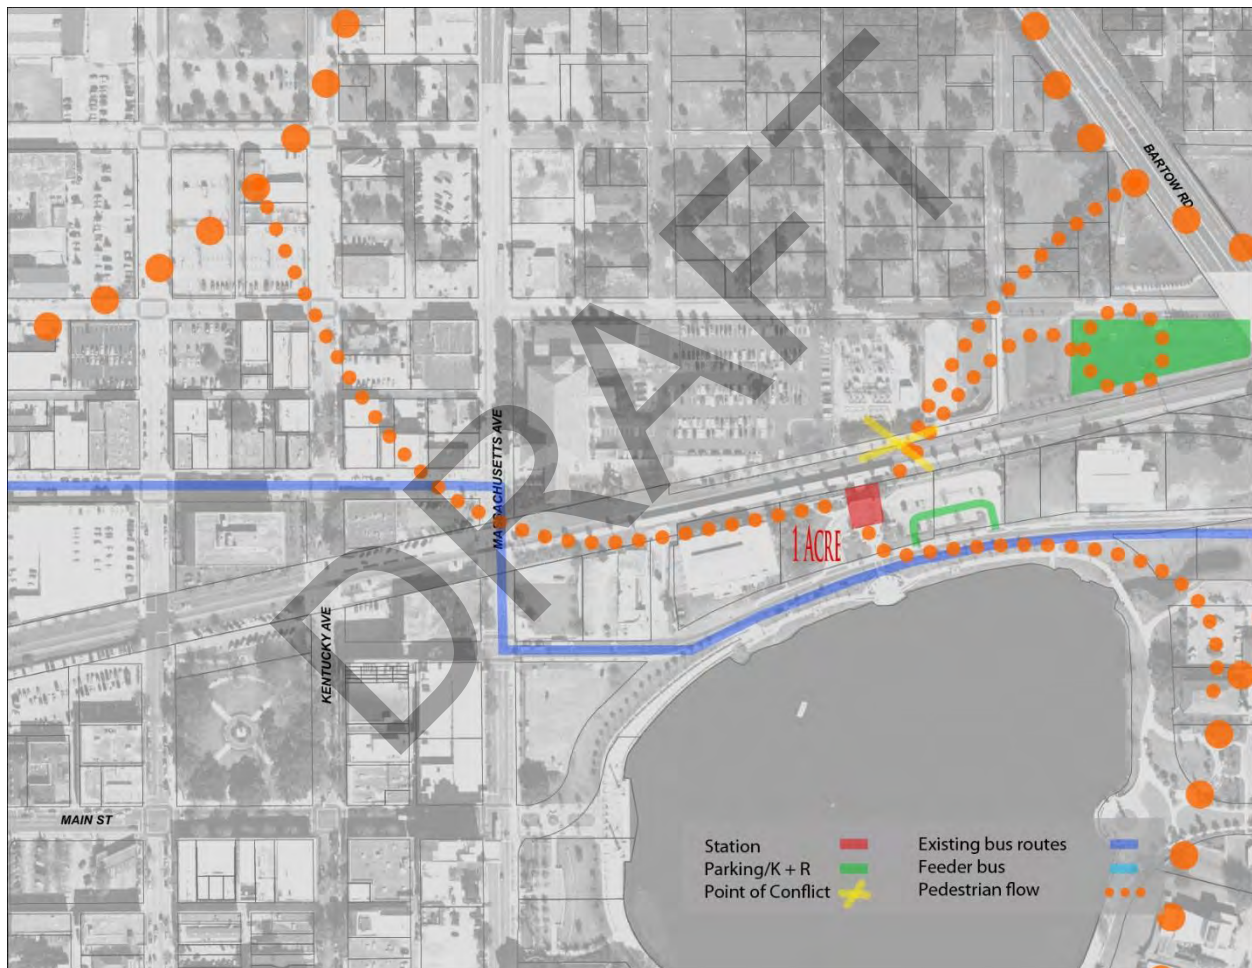 BARTOW RD
DRAFT
MASSACHUSETTS AVE
1 ACRE
KENTUCKY AVE
MAIN ST
Station
Parking/K + R
Point of Conflict
Existing bus routes
Feeder bus
Pedestrian flow